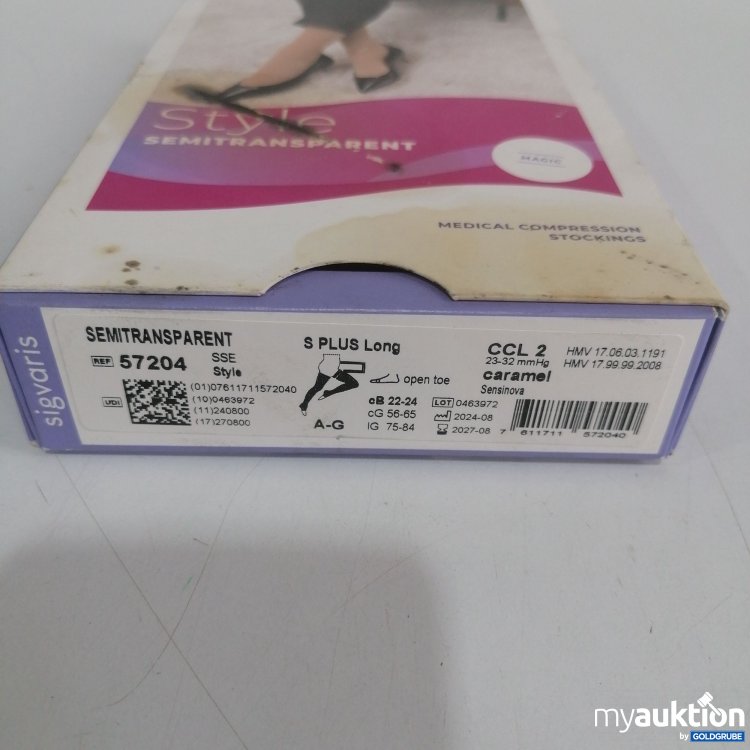 Style
SEMITRANSPARENT
MAGIC
MEDICAL COMPRESSION
STOCKINGS
sigvaris
SEMITRANSPARENT
REF 57204 SSE
Style
UDI
(01)07611711572040
(10)0463972
(11)240800
(17)270800
S PLUS Long
open toe
A-G
cB 22-24
cG 56-65
lG 75-84
CCL 2
23-32 mmHg
caramel
Sensinova
LOT 0463972
2024-08
2027-08
HMV 17.06.03.1191
HMV 17.99.99.2008
7 611711 572040
myauktion
by GOLDGRUBE